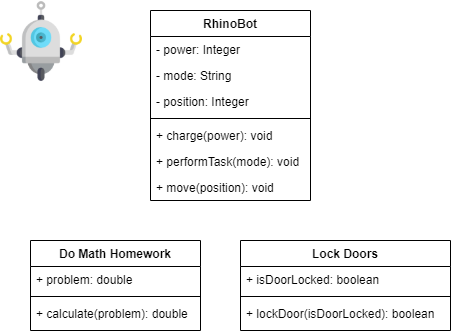 RhinoBot
- power: Integer
- mode: String
- position: Integer
+ charge(power): void
+ performTask(mode): void
+ move(position): void
Do Math Homework
+ problem: double
+ calculate(problem): double
Lock Doors
+ isDoorLocked: boolean
+ lockDoor(isDoorLocked): boolean